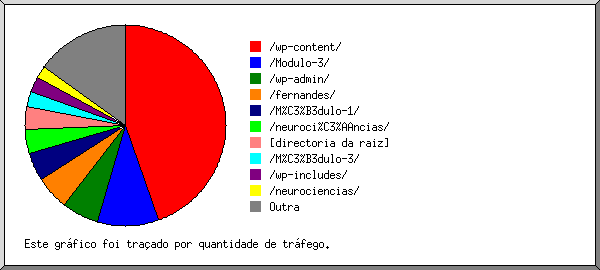 /wp-content/
/Modulo-3/
/wp-admin/
/fernandes/
/M%C3%B3dulo-1/
/neuroci%C3%AAncias/
[directoria da raiz]
/M%C3%B3dulo-3/
/wp-includes/
/neurociencias/
Outra
Este gráfico foi traçado por quantidade de tráfego.